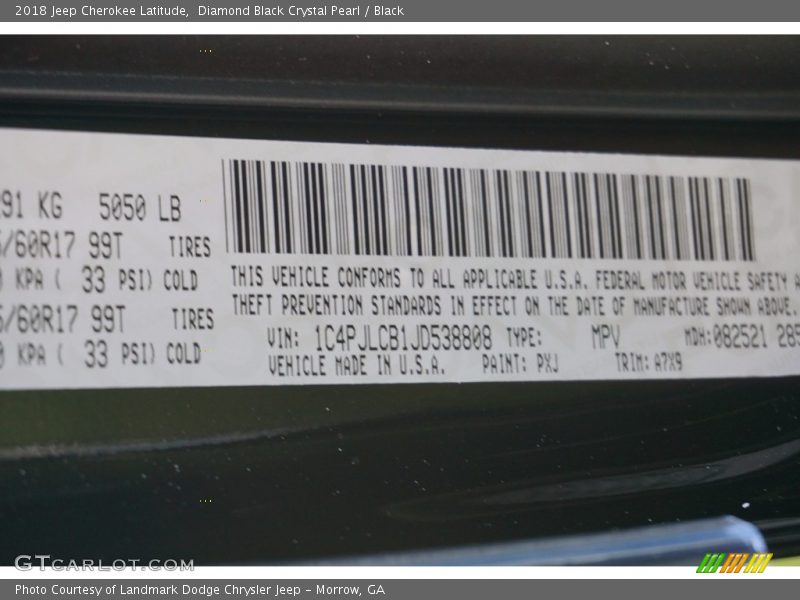 2018 Jeep Cherokee Latitude,  Diamond Black Crystal Pearl / Black
91 KG 5050 LB
/60R17 99T TIRES
KPA ( 33 PSI) COLD
/60R17 99T TIRES
KPA ( 33 PSI) COLD
THIS VEHICLE CONFORMS TO ALL APPLICABLE U.S.A. FEDERAL MOTOR VEHICLE SAFETY A
THEFT PREVENTION STANDARDS IN EFFECT ON THE DATE OF MANUFACTURE SHOWN ABOVE.
VIN: 1C4PJLCB1JD538808 TYPE: MPV MDH:082521 285
VEHICLE MADE IN U.S.A. PAINT: PXJ TRIM: A7X9
GTCARLOT.COM
Photo Courtesy of Landmark Dodge Chrysler Jeep – Morrow, GA